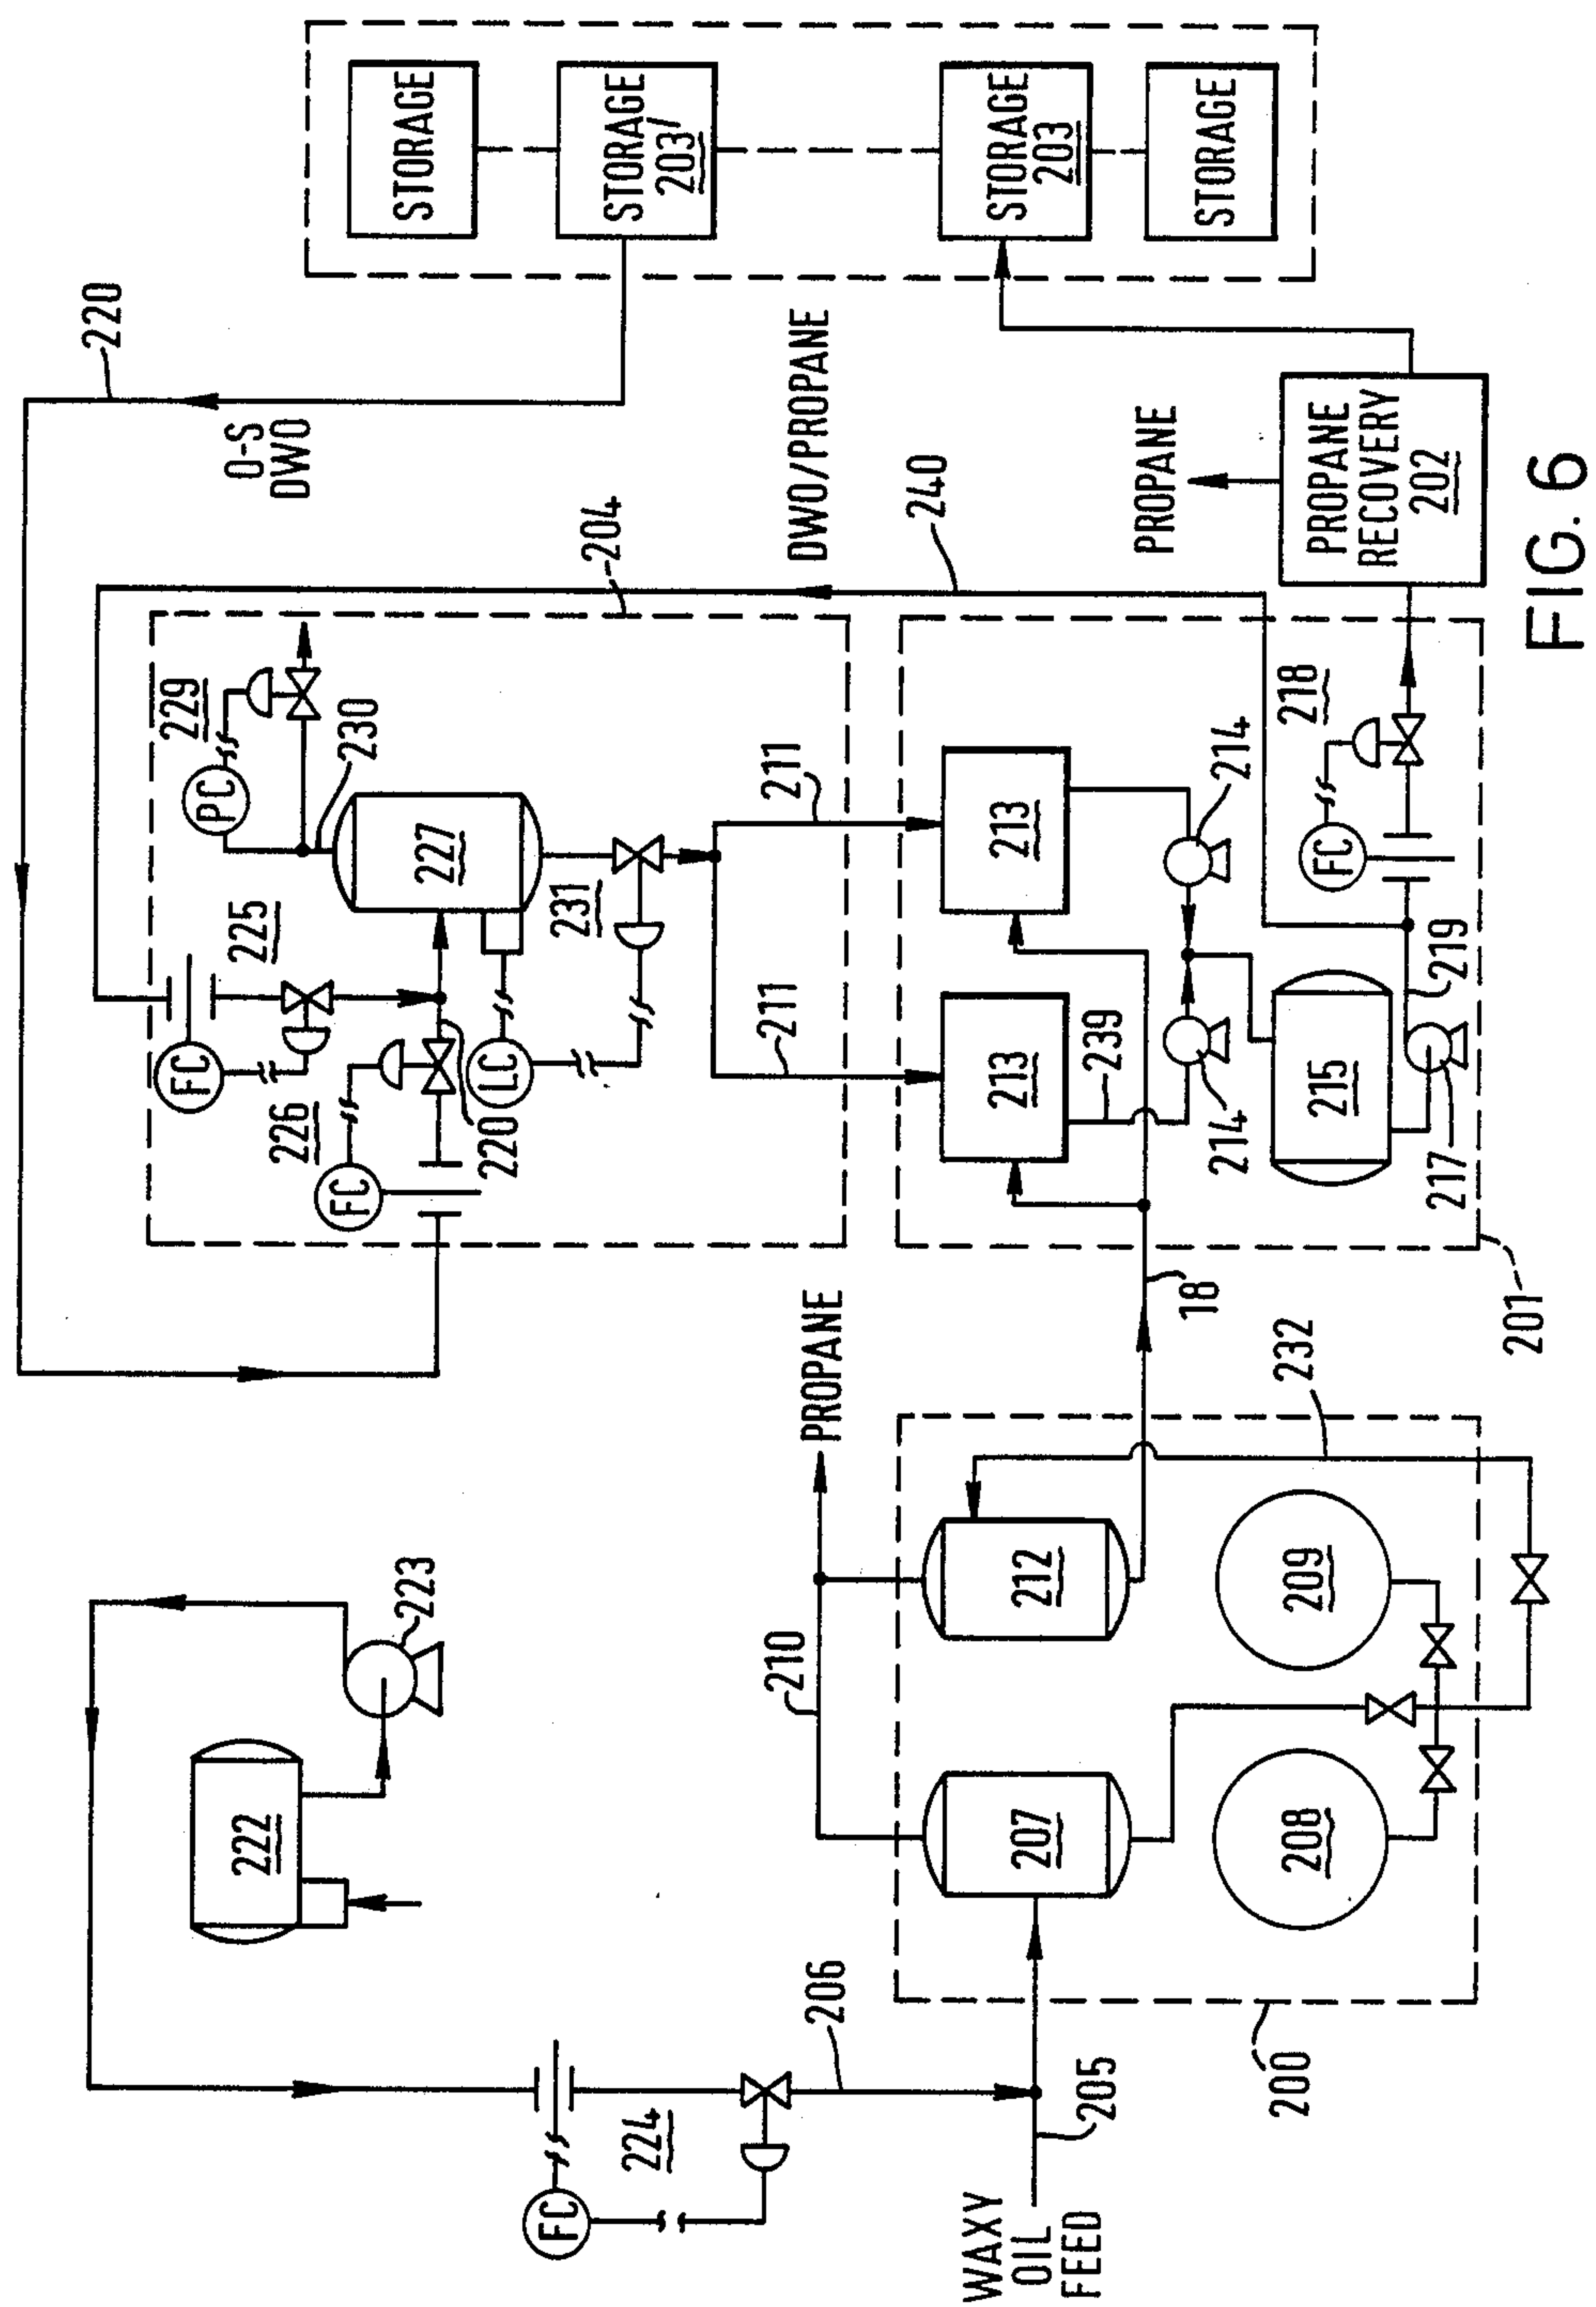 220
O-S
DWO
STORAGE
STORAGE
203'
STORAGE
203
STORAGE
204
229
PC
230
225
FC
226
FC
220
LC
227
231
211
211
DWO/PROPANE
240
PROPANE
PROPANE
RECOVERY
202
213
213
214
214
239
215
217
219
218
FC
201
18
232
PROPANE
210
212
207
209
208
200
222
223
224
FC
206
205
WAXY
OIL
FEED
FIG. 6